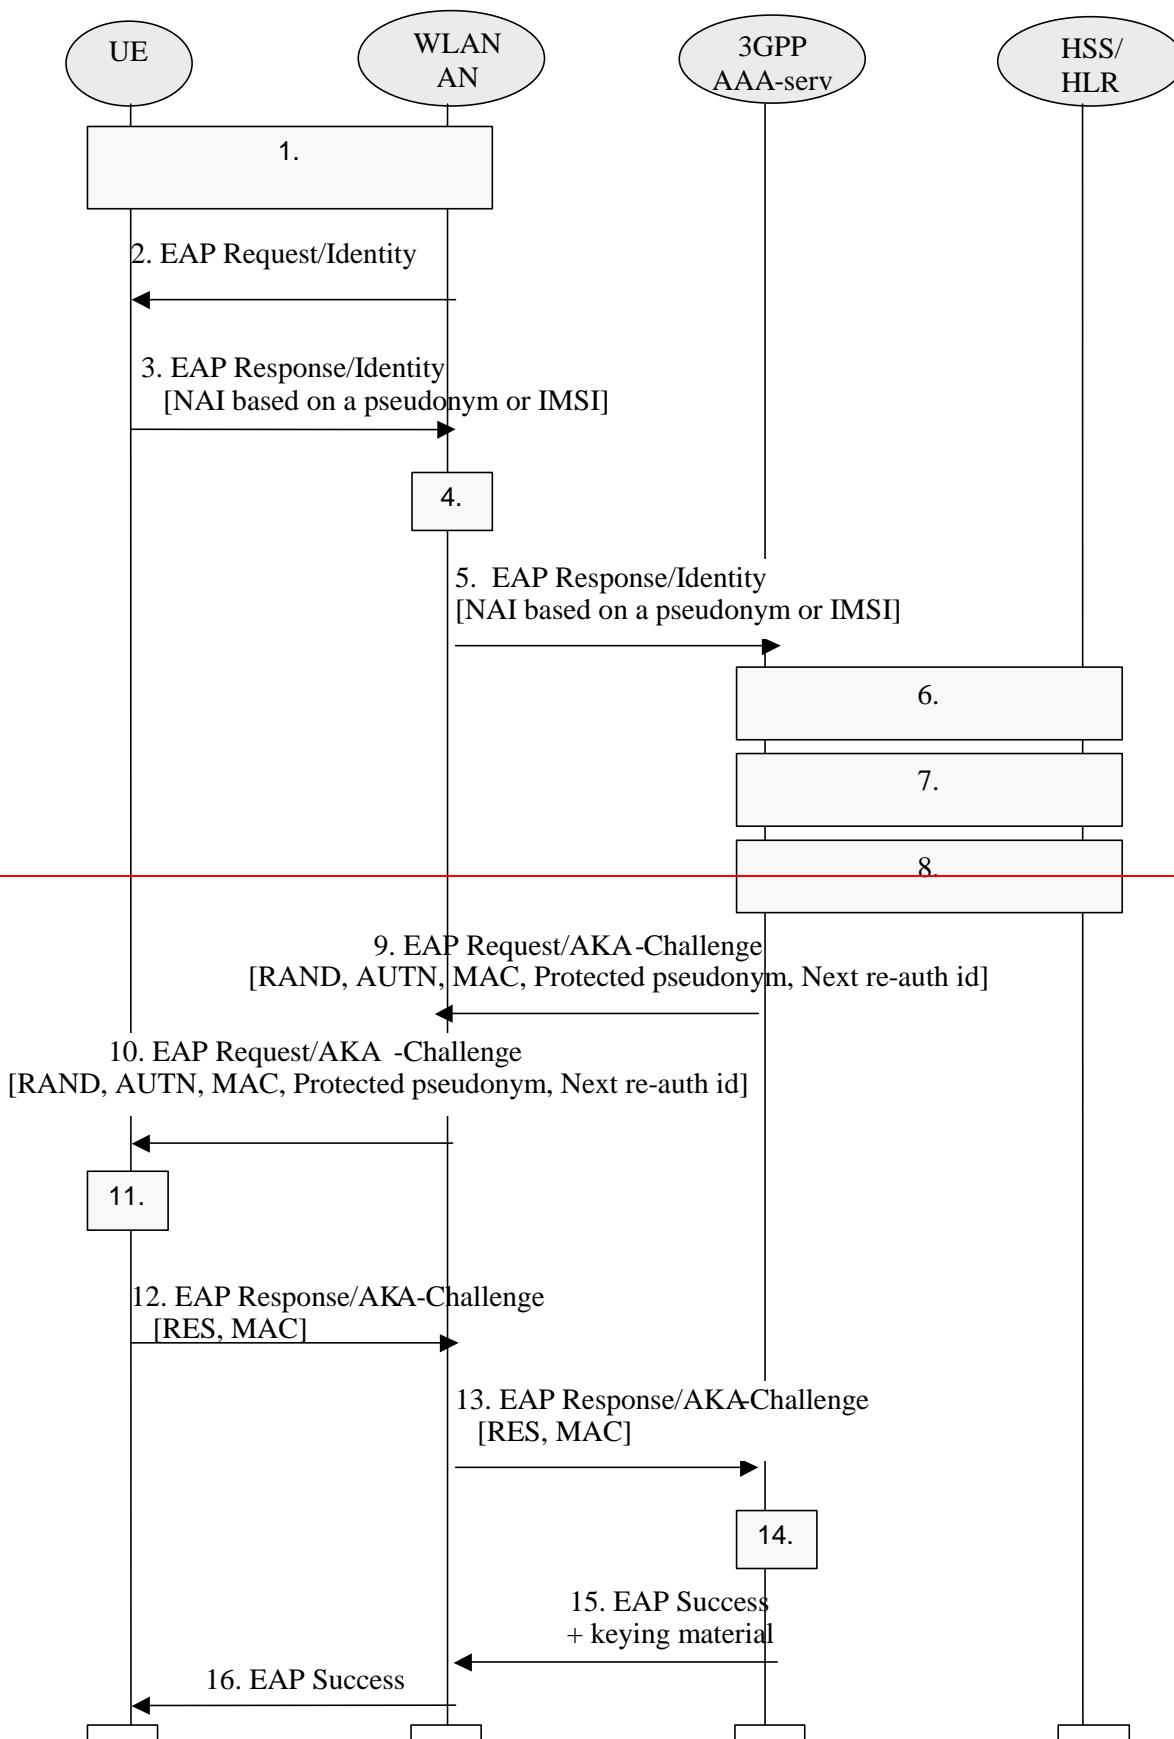 UE
WLAN
AN
3GPP
AAA-serv
HSS/
HLR
1.
2. EAP Request/Identity
3. EAP Response/Identity
[NAI based on a pseudonym or IMSI]
4.
5. EAP Response/Identity
[NAI based on a pseudonym or IMSI]
6.
7.
8.
9. EAP Request/AKA-Challenge
[RAND, AUTN, MAC, Protected pseudonym, Next re-auth id]
10. EAP Request/AKA -Challenge
[RAND, AUTN, MAC, Protected pseudonym, Next re-auth id]
11.
12. EAP Response/AKA-Challenge
[RES, MAC]
13. EAP Response/AKA-Challenge
[RES, MAC]
14.
15. EAP Success
+ keying material
16. EAP Success